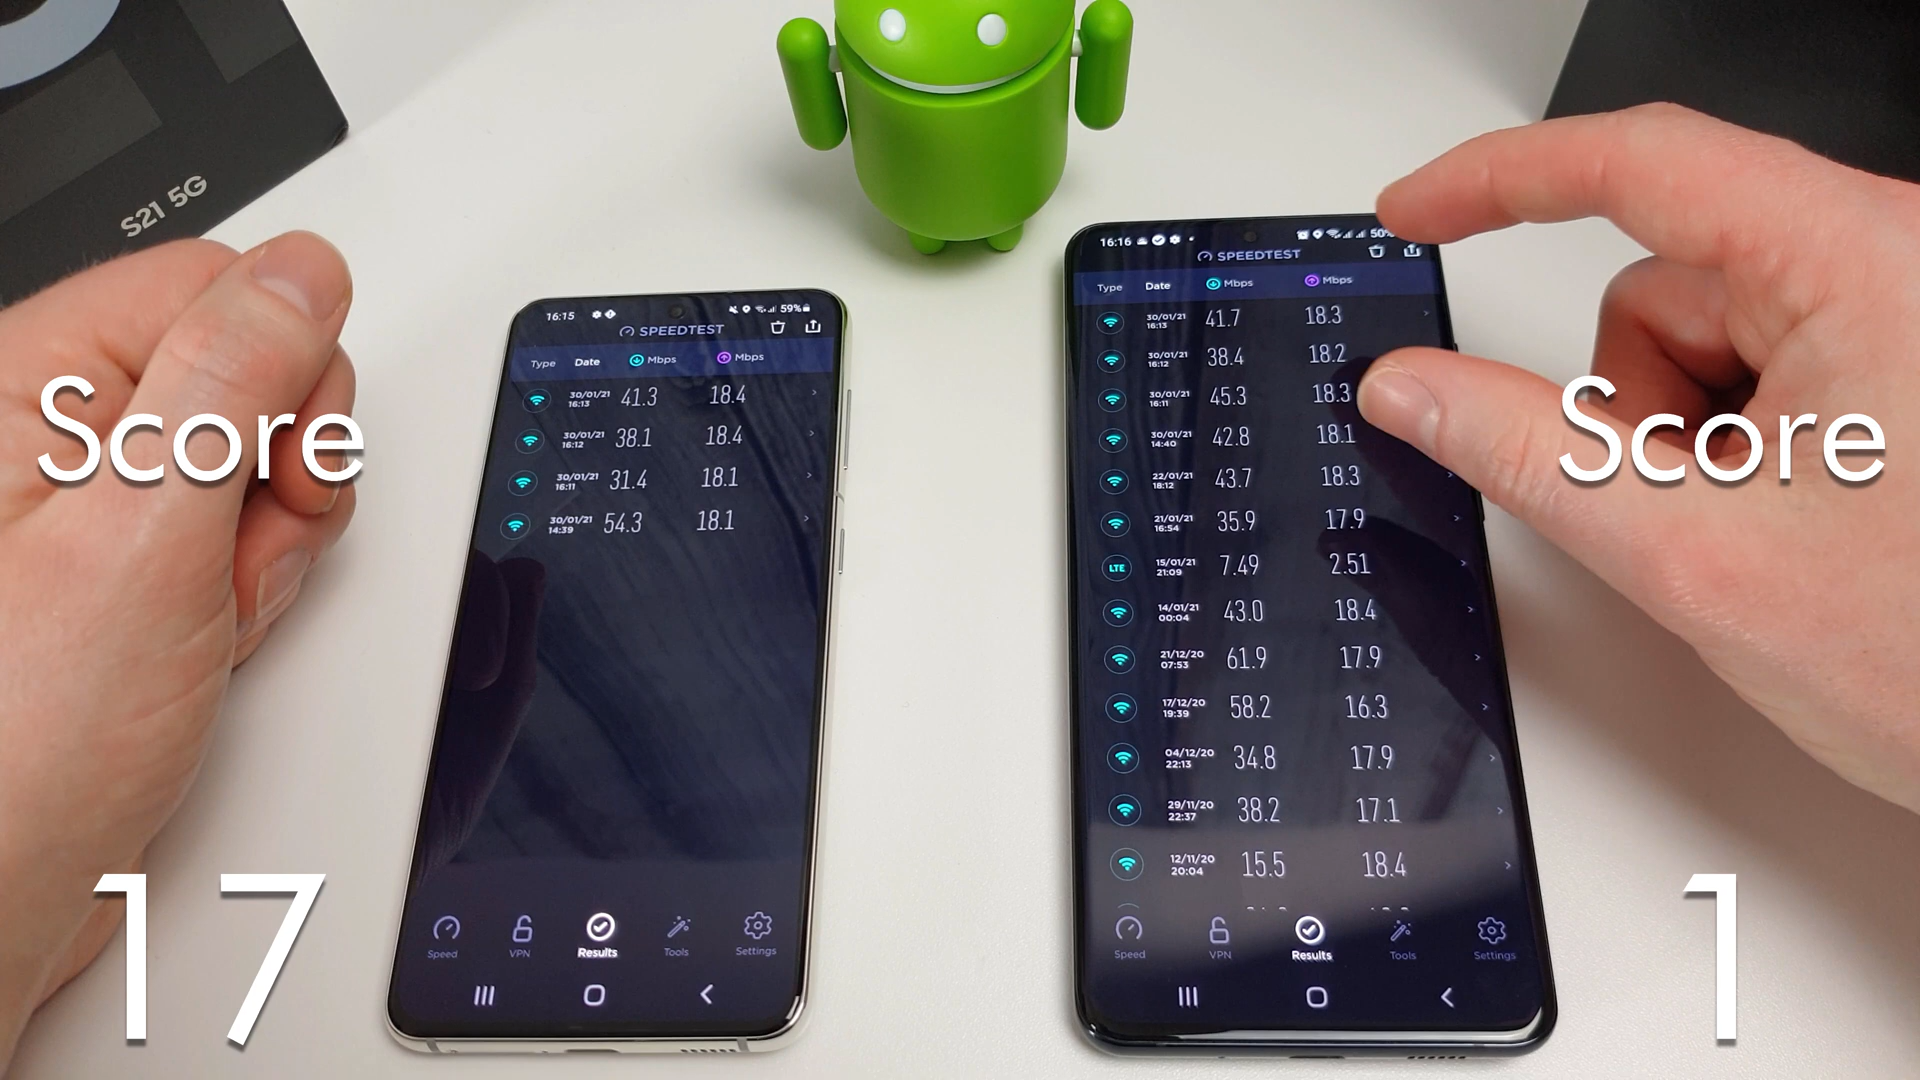 S21 5G
Score
17
Score
1
16:15 59%
SPEEDTEST
Type Date Mbps Mbps
30/01/21 16:13 41.3 18.4
30/01/21 16:12 38.1 18.4
30/01/21 16:11 31.4 18.1
30/01/21 14:39 54.3 18.1
Speed VPN Results Tools Settings
16:16 50%
SPEEDTEST
Type Date Mbps Mbps
30/01/21 16:13 41.7 18.3
30/01/21 16:12 38.4 18.2
30/01/21 16:11 45.3 18.3
30/01/21 14:40 42.8 18.1
22/01/21 18:12 43.7 18.3
21/01/21 16:54 35.9 17.9
LTE 15/01/21 21:09 7.49 2.51
14/01/21 00:04 43.0 18.4
21/12/20 07:53 61.9 17.9
17/12/20 19:39 58.2 16.3
04/12/20 22:13 34.8 17.9
29/11/20 22:37 38.2 17.1
12/11/20 20:04 15.5 18.4
Speed VPN Results Tools Settings